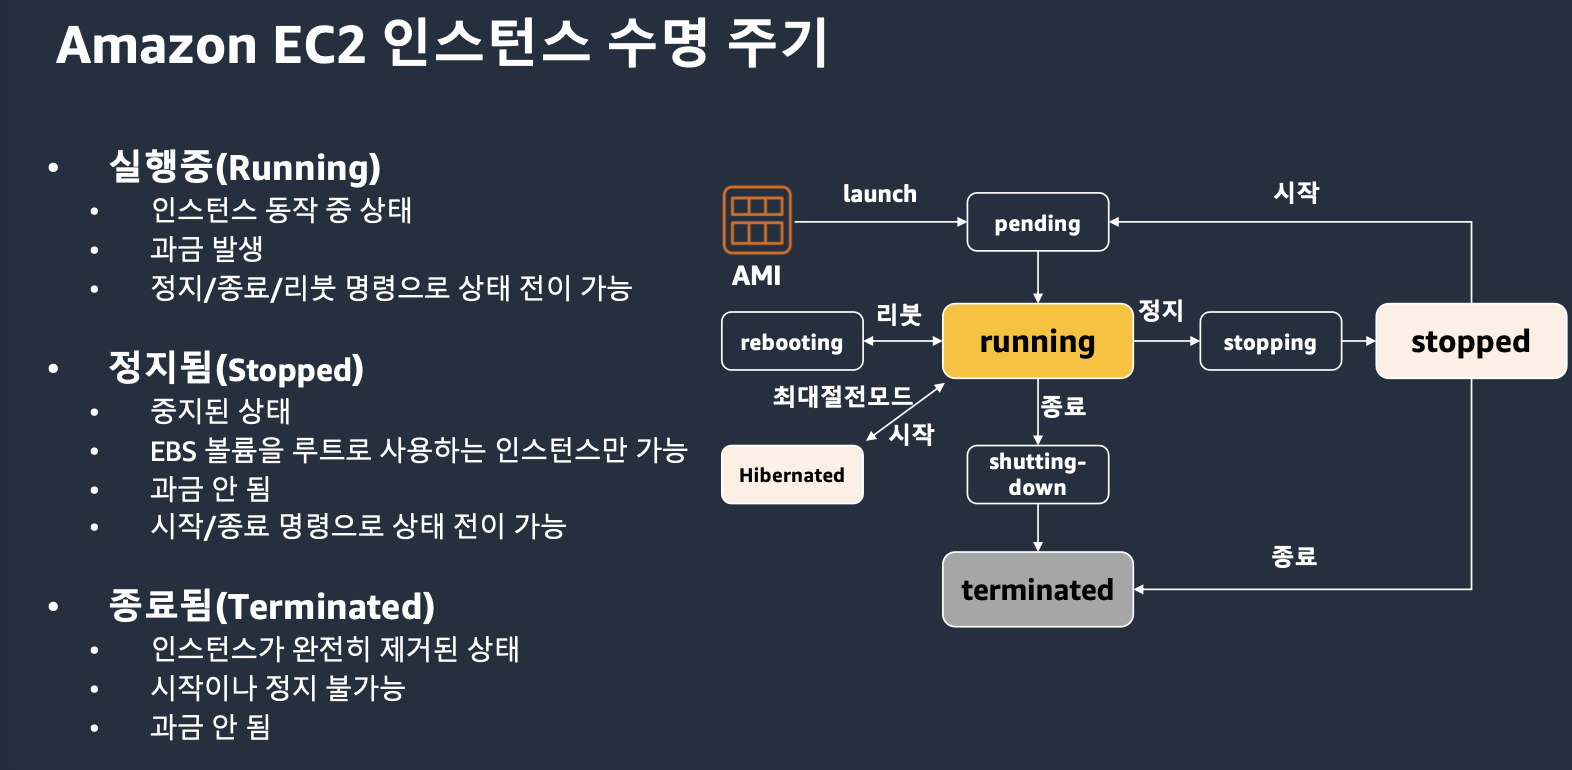 Amazon EC2 인스턴스 수명 주기
• 실행중(Running)
• 인스턴스 동작 중 상태
• 과금 발생
• 정지/종료/리붓 명령으로 상태 전이 가능
• 정지됨(Stopped)
• 중지된 상태
• EBS 볼륨을 루트로 사용하는 인스턴스만 가능
• 과금 안 됨
• 시작/종료 명령으로 상태 전이 가능
• 종료됨(Terminated)
• 인스턴스가 완전히 제거된 상태
• 시작이나 정지 불가능
• 과금 안 됨
AMI
launch
pending
시작
rebooting
리붓
running
정지
stopping
stopped
최대절전모드
시작
Hibernated
종료
shutting-
down
terminated
종료